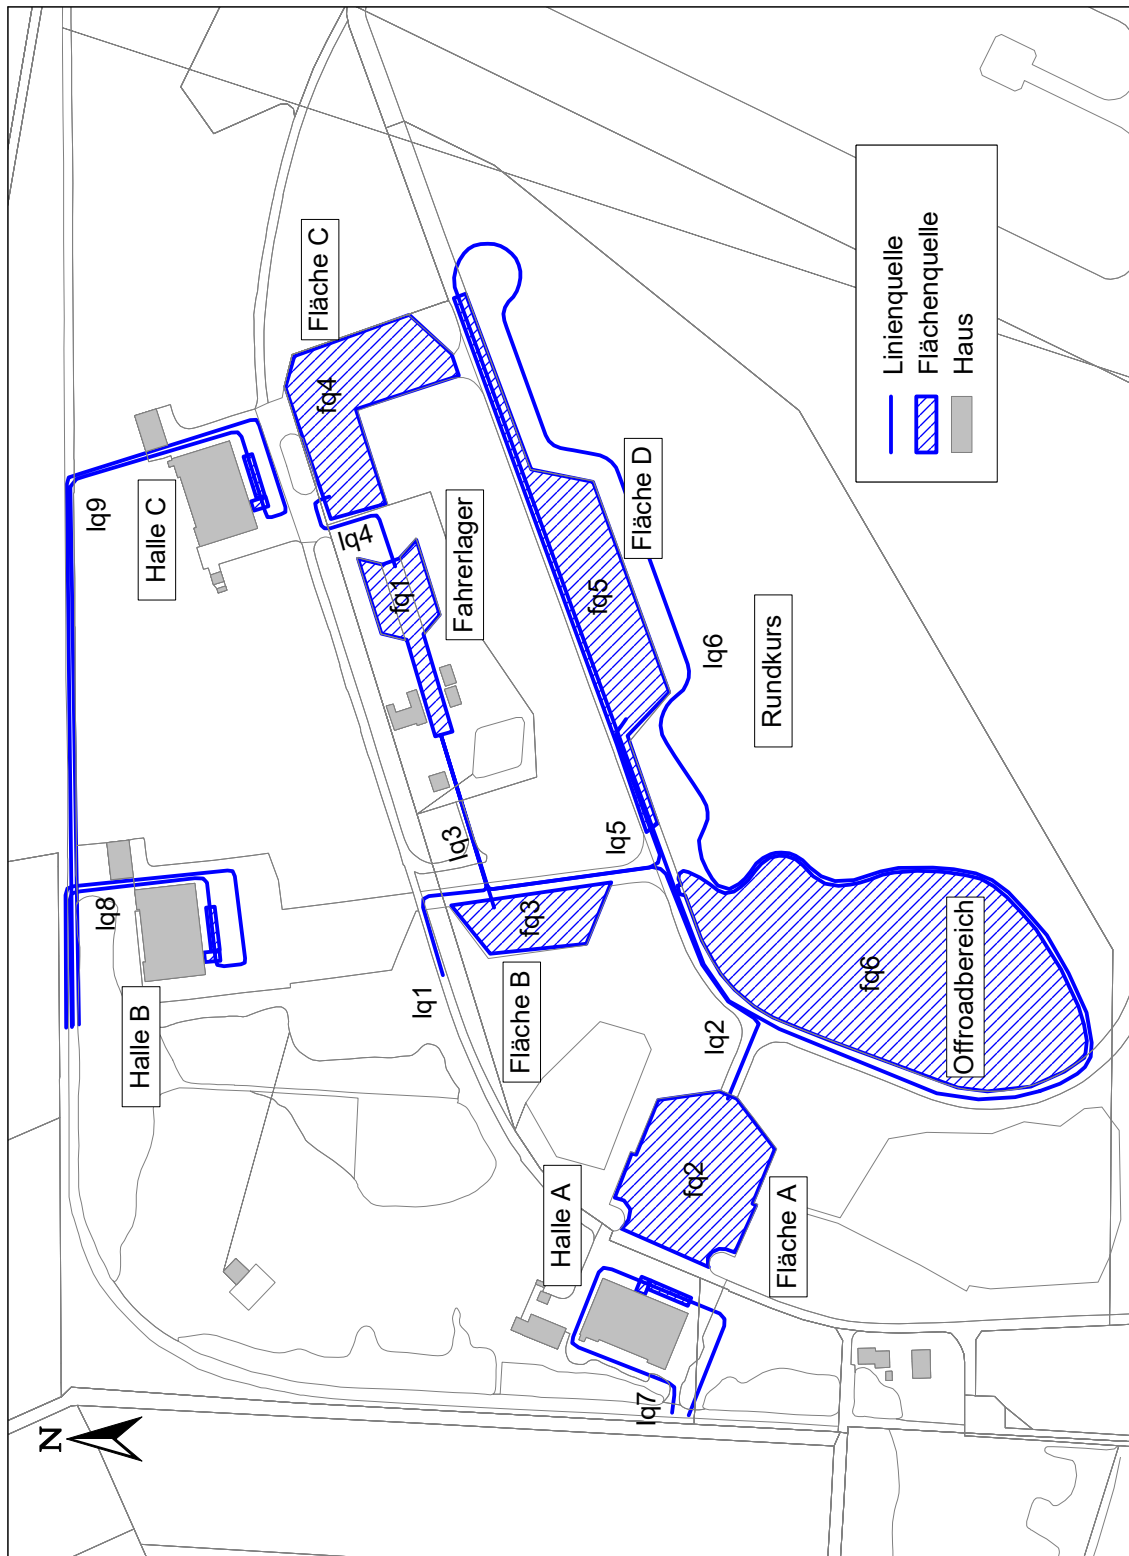 N
lq7
Halle A
fq2
Fläche A
Halle B
lq8
lq1
Fläche B
fq3
lq2
fq6
Offroadbereich
lq3
lq5
Fahrerlager
fq1
lq4
Halle C
lq9
fq4
Fläche C
fq5
Fläche D
lq6
Rundkurs
Linienquelle
Flächenquelle
Haus